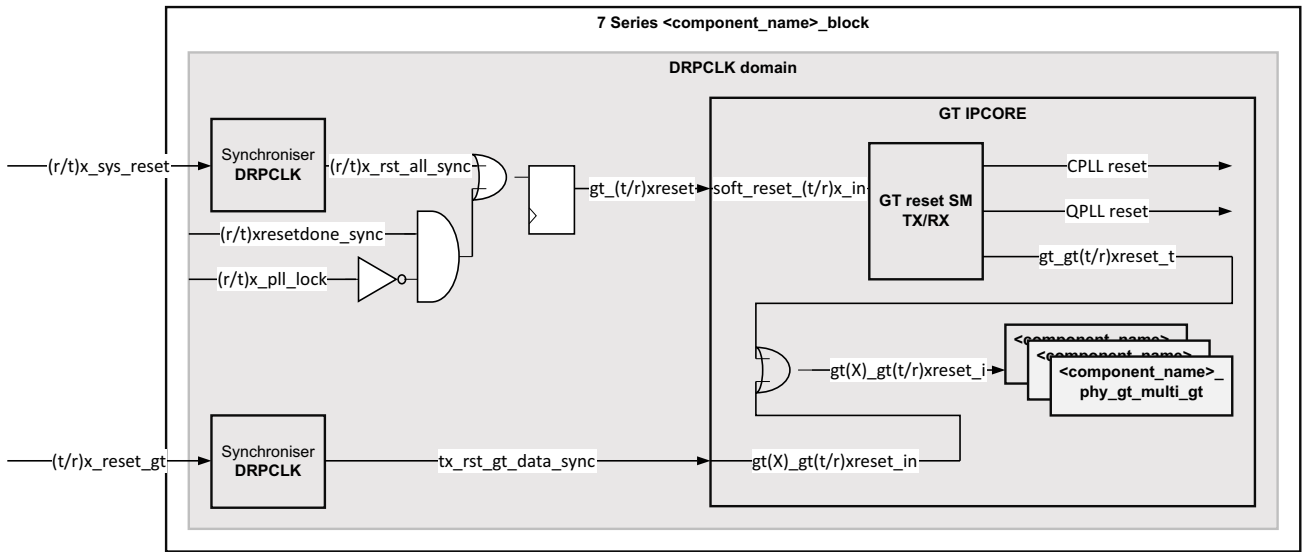 7 Series <component_name>_block
DRPCLK domain
GT IPCORE
(r/t)x_sys_reset
Synchroniser
DRPCLK
(r/t)x_rst_all_sync
gt_(t/r)xreset
soft_reset_(t/r)x_in
GT reset SM
TX/RX
CPLL reset
QPLL reset
gt_gt(t/r)xreset_t
(r/t)xresetdone_sync
(r/t)x_pll_lock
gt(X)_gt(t/r)xreset_i
<component_name>_
<component_name>_
<component_name>_
phy_gt_multi_gt
(t/r)x_reset_gt
Synchroniser
DRPCLK
tx_rst_gt_data_sync
gt(X)_gt(t/r)xreset_in